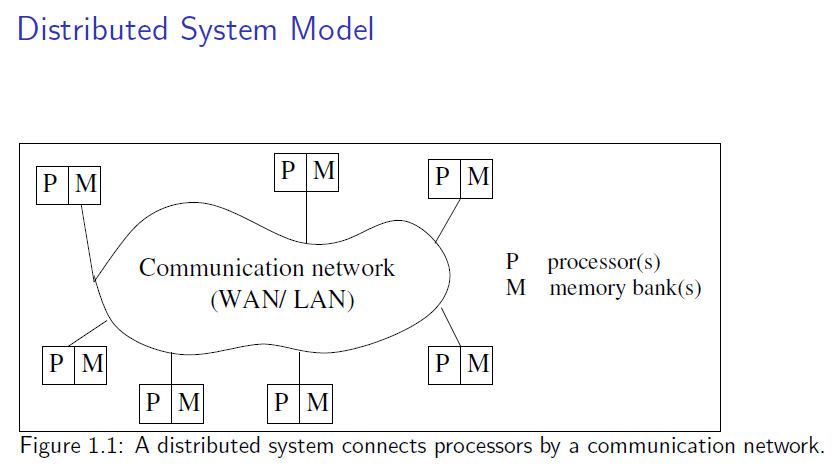 Distributed System Model
P M
P M
P M
Communication network
(WAN/ LAN)
P processor(s)
M memory bank(s)
P M
P M
P M
P M
Figure 1.1: A distributed system connects processors by a communication network.